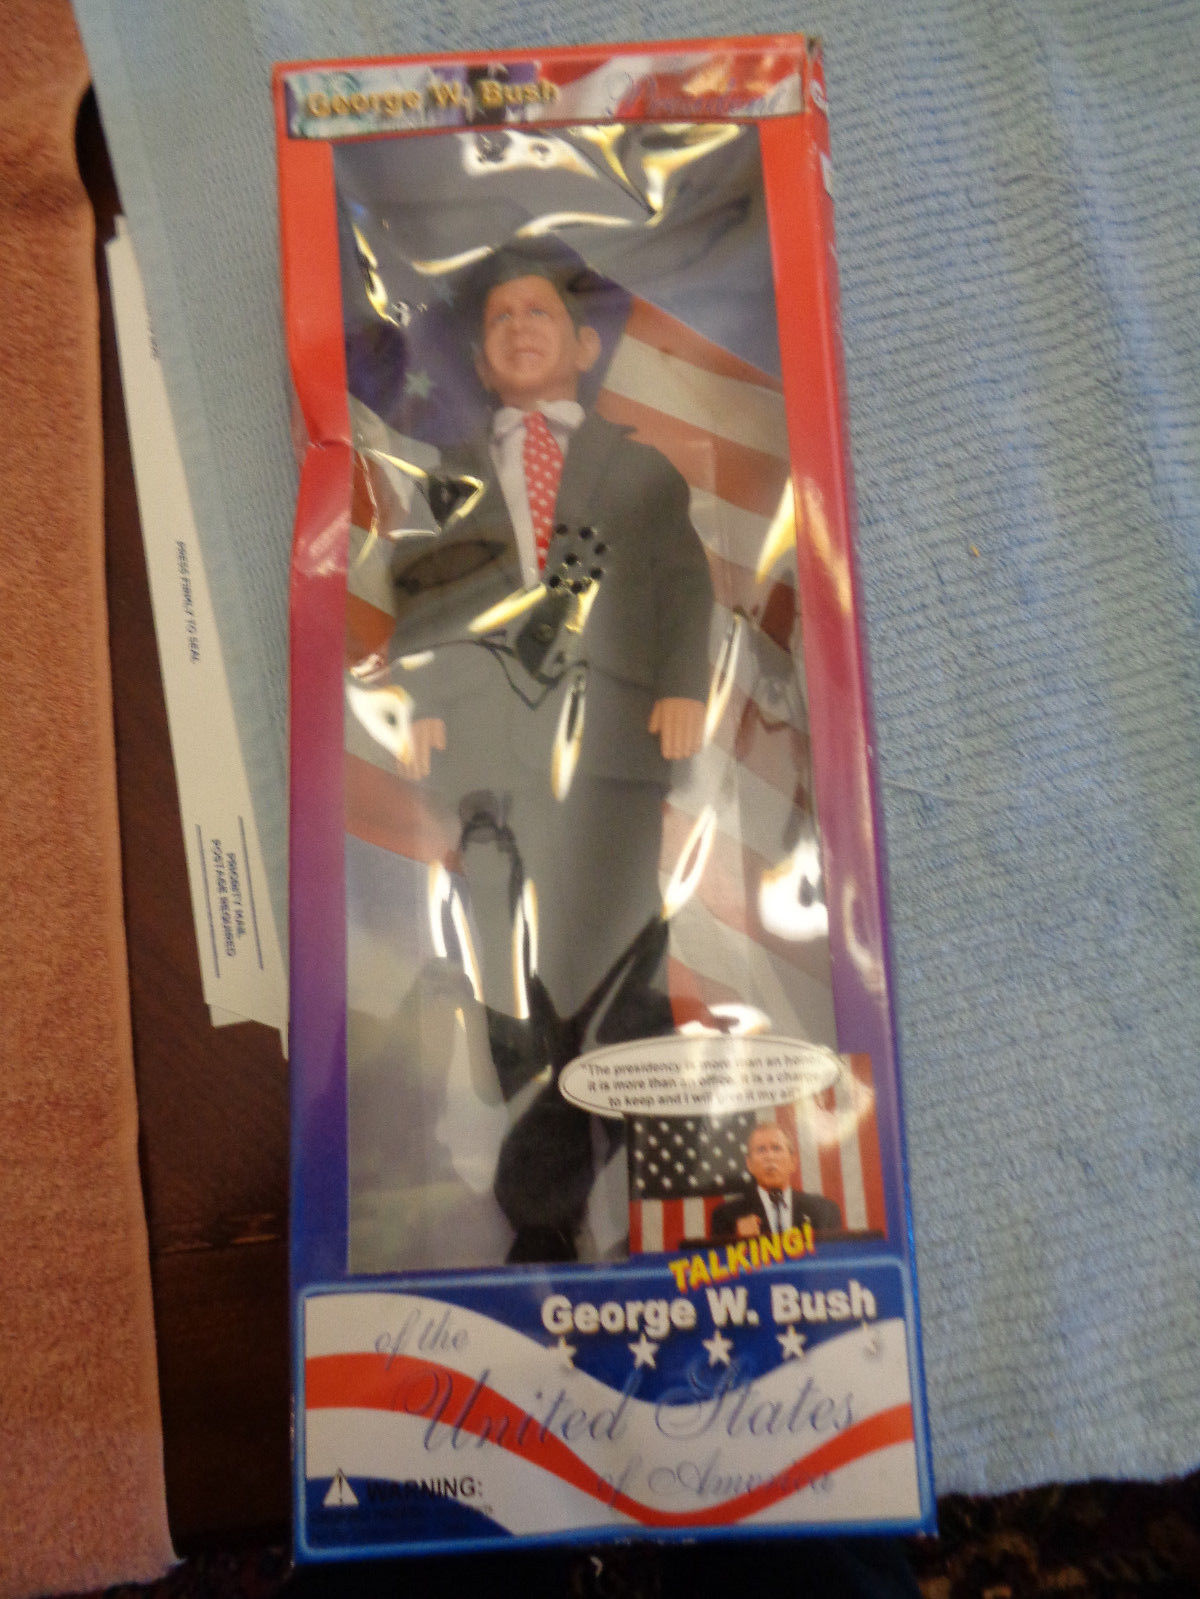 George W. Bush President
"The presidency is more than an honor,
it is more than an office, it is a charge
to keep and I will give it my all"
TALKING!
George W. Bush
of the
United States
of America
WARNING:
PRESS FIRMLY TO SEAL
PRIORITY MAIL
POSTAGE REQUIRED